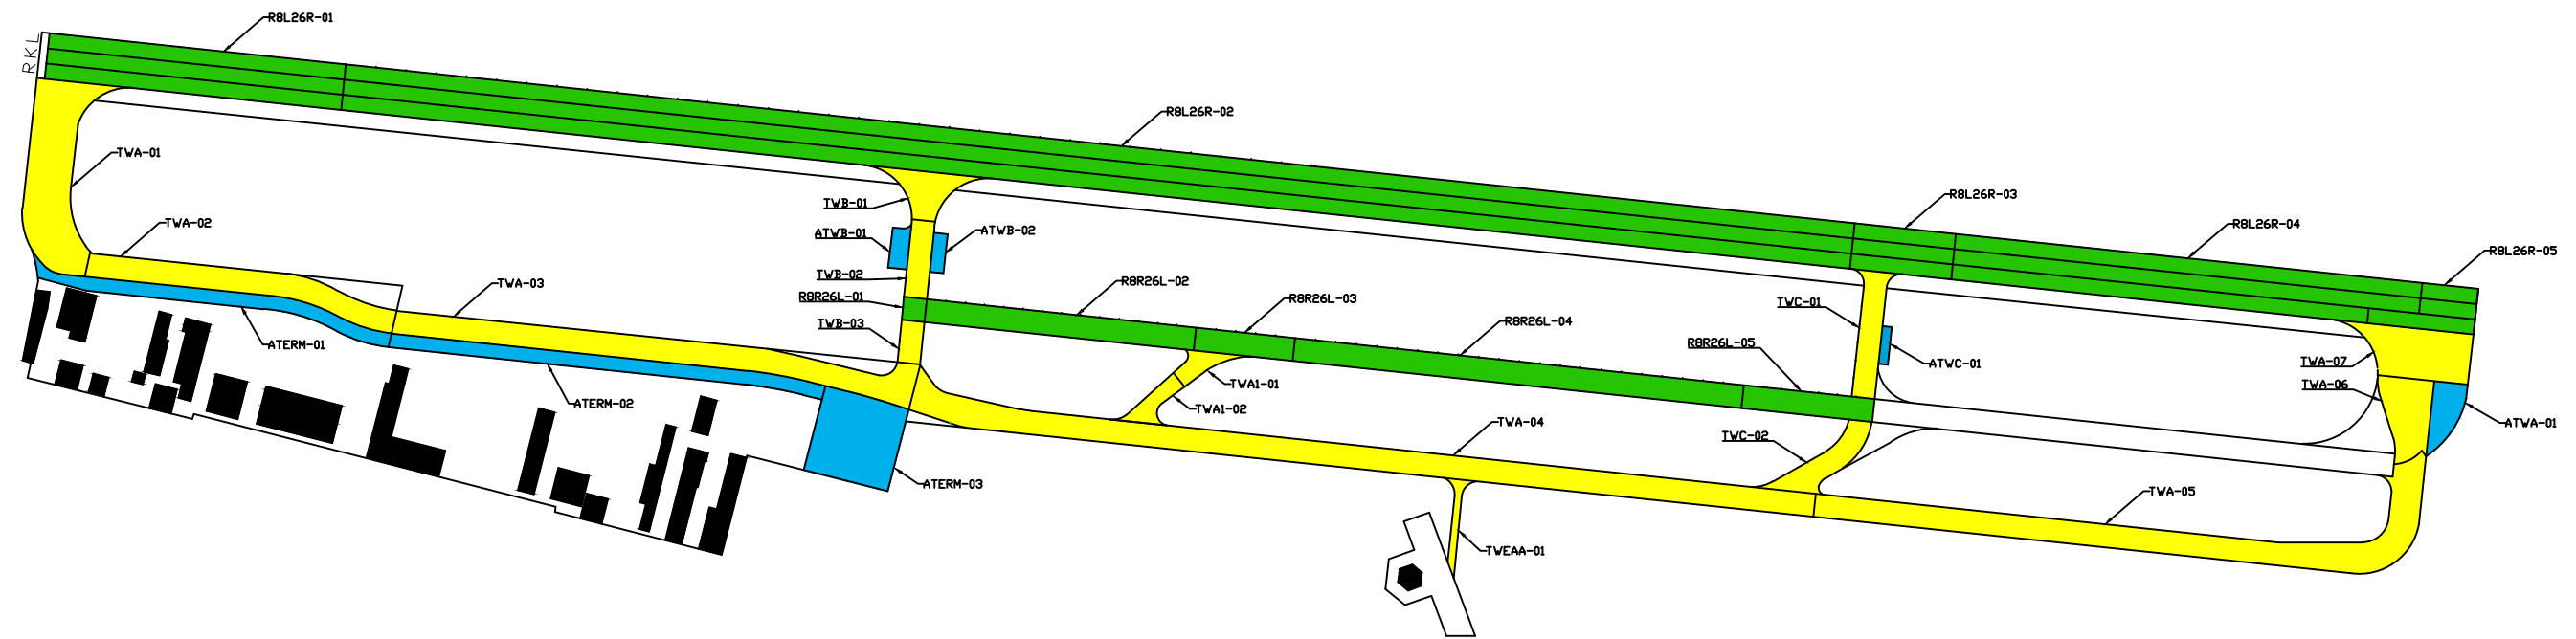 R8L26R-01
RKL
R8L26R-02
TWA-01
R8L26R-03
TWB-01
TWA-02
R8L26R-04
ATWB-01
ATWB-02
R8L26R-05
TWB-02
R8R26L-02
TWA-03
R8R26L-01
R8R26L-03
TWC-01
TWB-03
R8R26L-04
ATERM-01
R8R26L-05
ATWC-01
TWA-07
TWA1-01
TWA-06
ATERM-02
TWA1-02
TWA-04
ATWA-01
TWC-02
ATERM-03
TWA-05
TWEAA-01